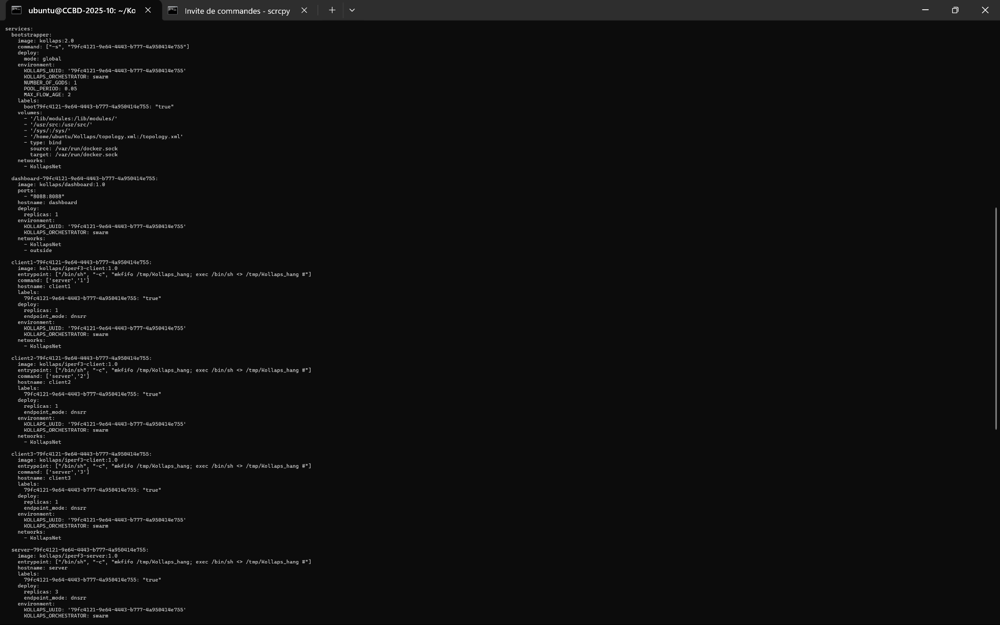 ubuntu@CCBD-2025-10: ~/Ko
Invite de commandes - scrcpy
services:
  bootstrapper:
    image: kollaps:2.0
    command: ["-s", "79fc4121-9e64-4443-b777-4a950414e755"]
    deploy:
      mode: global
    environment:
      KOLLAPS_UUID: '79fc4121-9e64-4443-b777-4a950414e755'
      KOLLAPS_ORCHESTRATOR: swarm
      NUMBER_OF_GODS: 1
      POOL_PERIOD: 0.05
      MAX_FLOW_AGE: 2
    labels:
      boot79fc4121-9e64-4443-b777-4a950414e755: "true"
    volumes:
      - '/lib/modules:/lib/modules/'
      - '/usr/src:/usr/src/'
      - '/sys/:/sys/'
      - '/home/ubuntu/Kollaps/topology.xml:/topology.xml'
      - type: bind
        source: /var/run/docker.sock
        target: /var/run/docker.sock
    networks:
      - KollapsNet
  dashboard-79fc4121-9e64-4443-b777-4a950414e755:
    image: kollaps/dashboard:1.0
    ports:
      - "8088:8088"
    hostname: dashboard
    deploy:
      replicas: 1
    environment:
      KOLLAPS_UUID: '79fc4121-9e64-4443-b777-4a950414e755'
      KOLLAPS_ORCHESTRATOR: swarm
    networks:
      - KollapsNet
      - outside
  client1-79fc4121-9e64-4443-b777-4a950414e755:
    image: kollaps/iperf3-client:1.0
    entrypoint: ["/bin/sh", "-c", "mkfifo /tmp/Kollaps_hang; exec /bin/sh <> /tmp/Kollaps_hang #"]
    command: ['server','1']
    hostname: client1
    labels:
      79fc4121-9e64-4443-b777-4a950414e755: "true"
    deploy:
      replicas: 1
      endpoint_mode: dnsrr
    environment:
      KOLLAPS_UUID: '79fc4121-9e64-4443-b777-4a950414e755'
      KOLLAPS_ORCHESTRATOR: swarm
    networks:
      - KollapsNet
  client2-79fc4121-9e64-4443-b777-4a950414e755:
    image: kollaps/iperf3-client:1.0
    entrypoint: ["/bin/sh", "-c", "mkfifo /tmp/Kollaps_hang; exec /bin/sh <> /tmp/Kollaps_hang #"]
    command: ['server','2']
    hostname: client2
    labels:
      79fc4121-9e64-4443-b777-4a950414e755: "true"
    deploy:
      replicas: 1
      endpoint_mode: dnsrr
    environment:
      KOLLAPS_UUID: '79fc4121-9e64-4443-b777-4a950414e755'
      KOLLAPS_ORCHESTRATOR: swarm
    networks:
      - KollapsNet
  client3-79fc4121-9e64-4443-b777-4a950414e755:
    image: kollaps/iperf3-client:1.0
    entrypoint: ["/bin/sh", "-c", "mkfifo /tmp/Kollaps_hang; exec /bin/sh <> /tmp/Kollaps_hang #"]
    command: ['server','3']
    hostname: client3
    labels:
      79fc4121-9e64-4443-b777-4a950414e755: "true"
    deploy:
      replicas: 1
      endpoint_mode: dnsrr
    environment:
      KOLLAPS_UUID: '79fc4121-9e64-4443-b777-4a950414e755'
      KOLLAPS_ORCHESTRATOR: swarm
    networks:
      - KollapsNet
  server-79fc4121-9e64-4443-b777-4a950414e755:
    image: kollaps/iperf3-server:1.0
    entrypoint: ["/bin/sh", "-c", "mkfifo /tmp/Kollaps_hang; exec /bin/sh <> /tmp/Kollaps_hang #"]
    hostname: server
    labels:
      79fc4121-9e64-4443-b777-4a950414e755: "true"
    deploy:
      replicas: 3
      endpoint_mode: dnsrr
    environment:
      KOLLAPS_UUID: '79fc4121-9e64-4443-b777-4a950414e755'
      KOLLAPS_ORCHESTRATOR: swarm